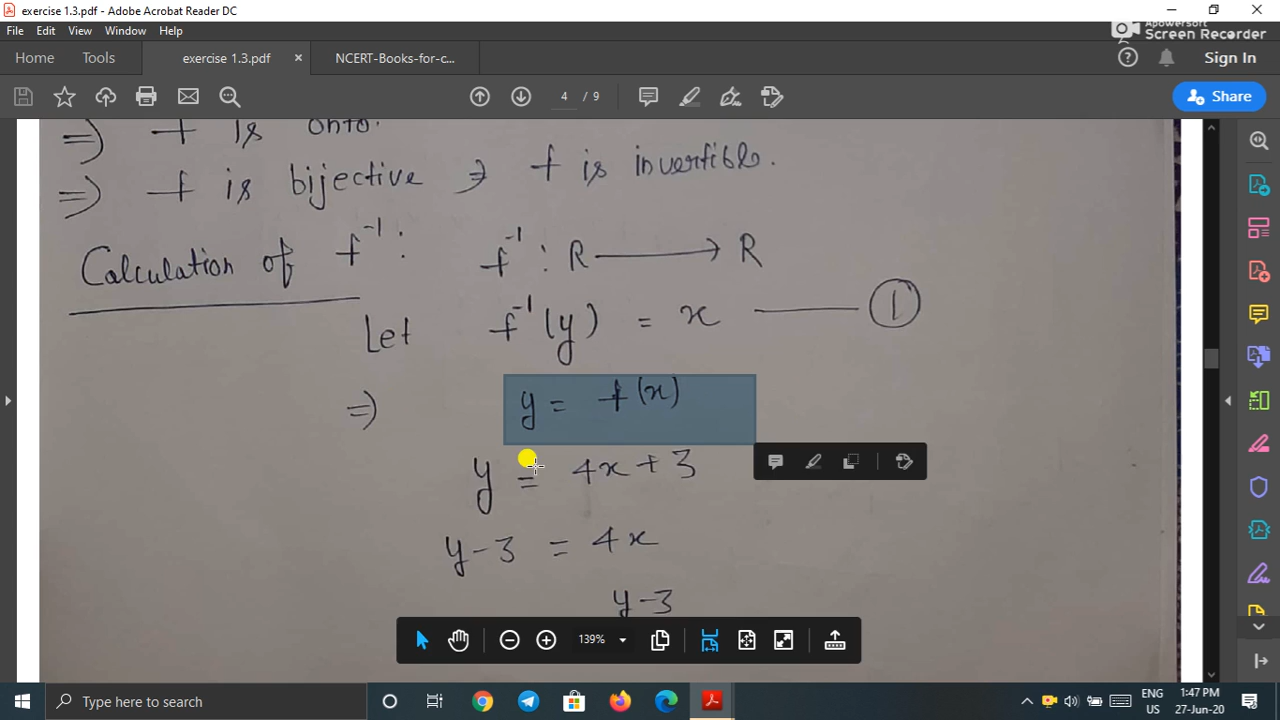 exercise 1.3.pdf - Adobe Acrobat Reader DC
File Edit View Window Help
Apowersoft
Screen Recorder
Home Tools exercise 1.3.pdf × NCERT-Books-for-c... Sign In
4 / 9 Share
=) f is onto.
=) f is bijective ⇒ f is invertible.
Calculation of f⁻¹: f⁻¹ : R ⟶ R
Let f⁻¹(y) = x —— ①
=) y = f(x)
y = 4x + 3
y - 3 = 4x
y - 3
139%
Type here to search
ENG 1:47 PM
US 27-Jun-20